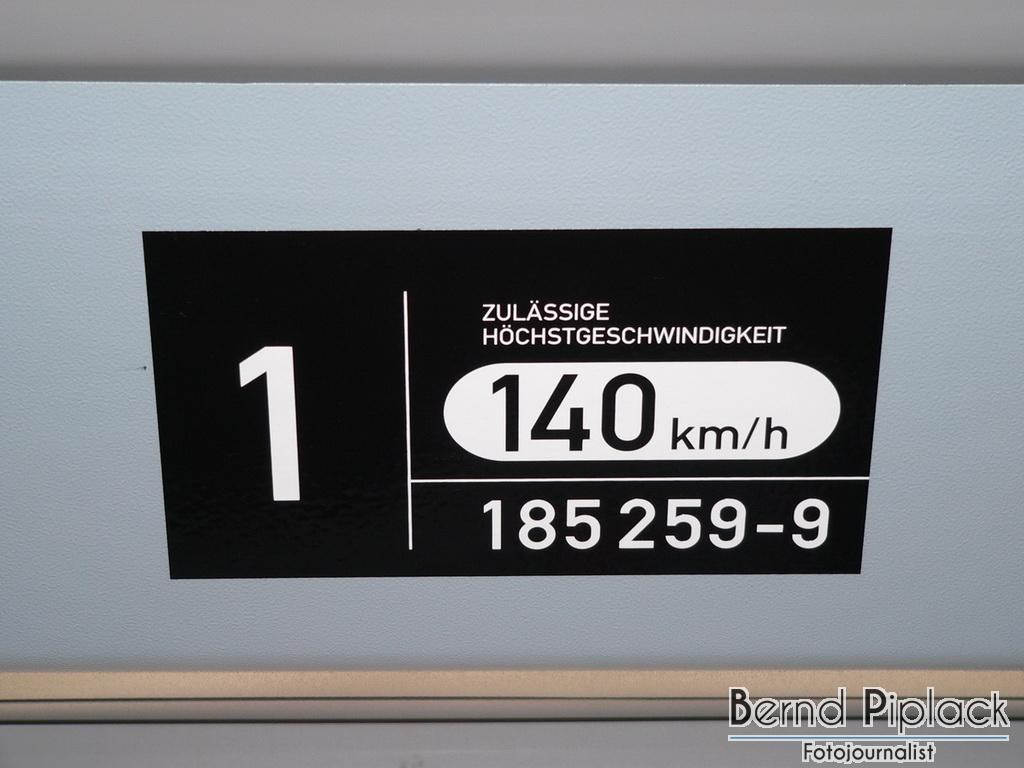 1
ZULÄSSIGE
HÖCHSTGESCHWINDIGKEIT
140 km/h
185 259-9
Bernd Piplack
Fotojournalist